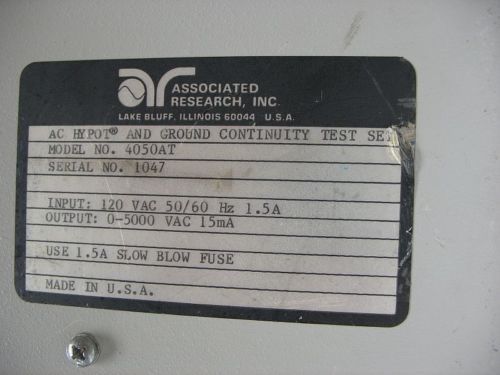 ar ASSOCIATED
RESEARCH, INC.
LAKE BLUFF, ILLINOIS 60044 U.S.A.
AC HYPOT® AND GROUND CONTINUITY TEST SET
MODEL NO. 4050AT
SERIAL NO. 1047
INPUT: 120 VAC 50/60 Hz 1.5A
OUTPUT: 0-5000 VAC 15mA
USE 1.5A SLOW BLOW FUSE
MADE IN U.S.A.